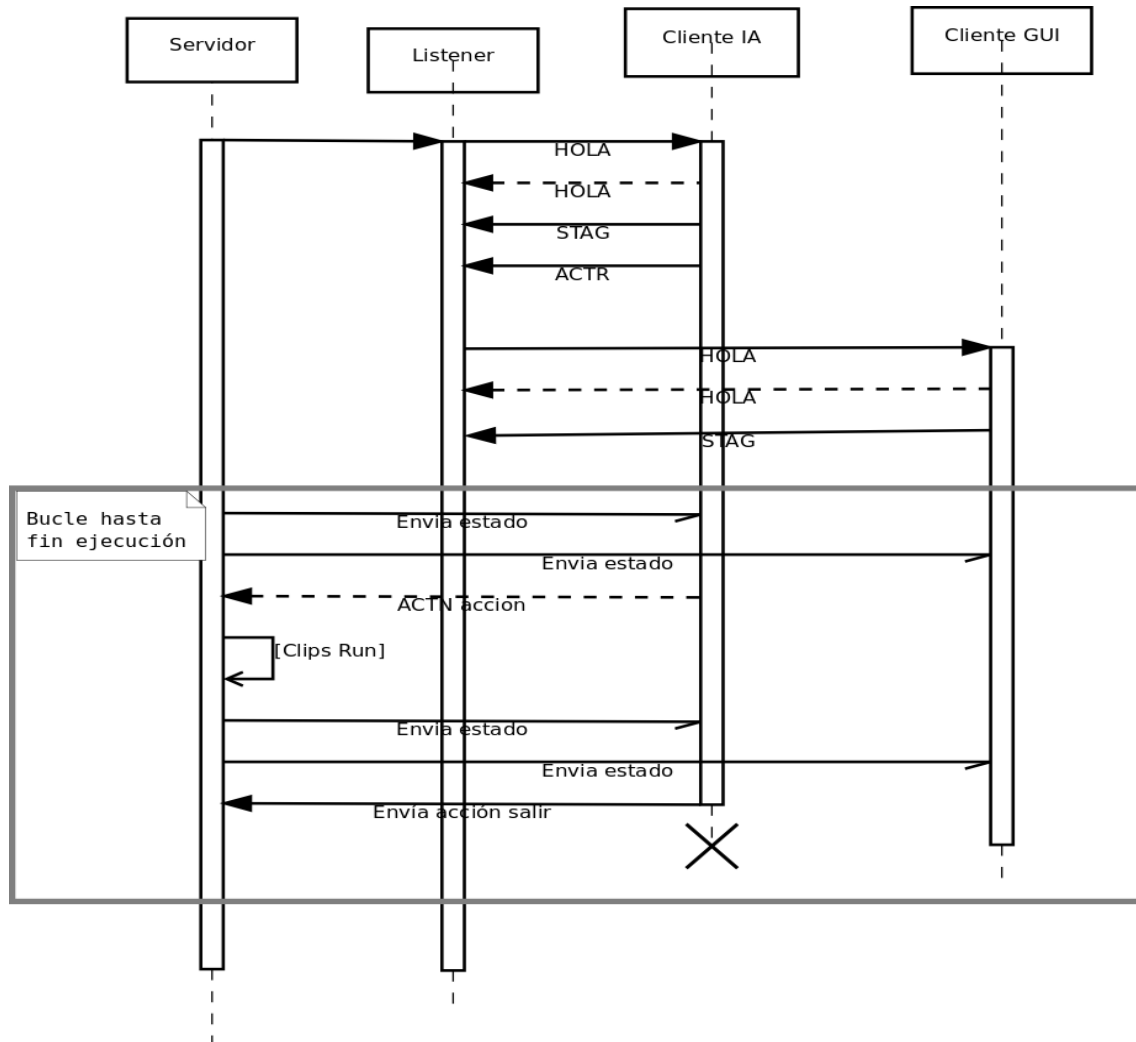 Servidor
Listener
Cliente IA
Cliente GUI
HOLA
HOLA
STAG
ACTR
HOLA
HOLA
STAG
Bucle hasta
fin ejecución
Envia estado
Envia estado
ACTN accion
[Clips Run]
Envia estado
Envia estado
Envía acción salir